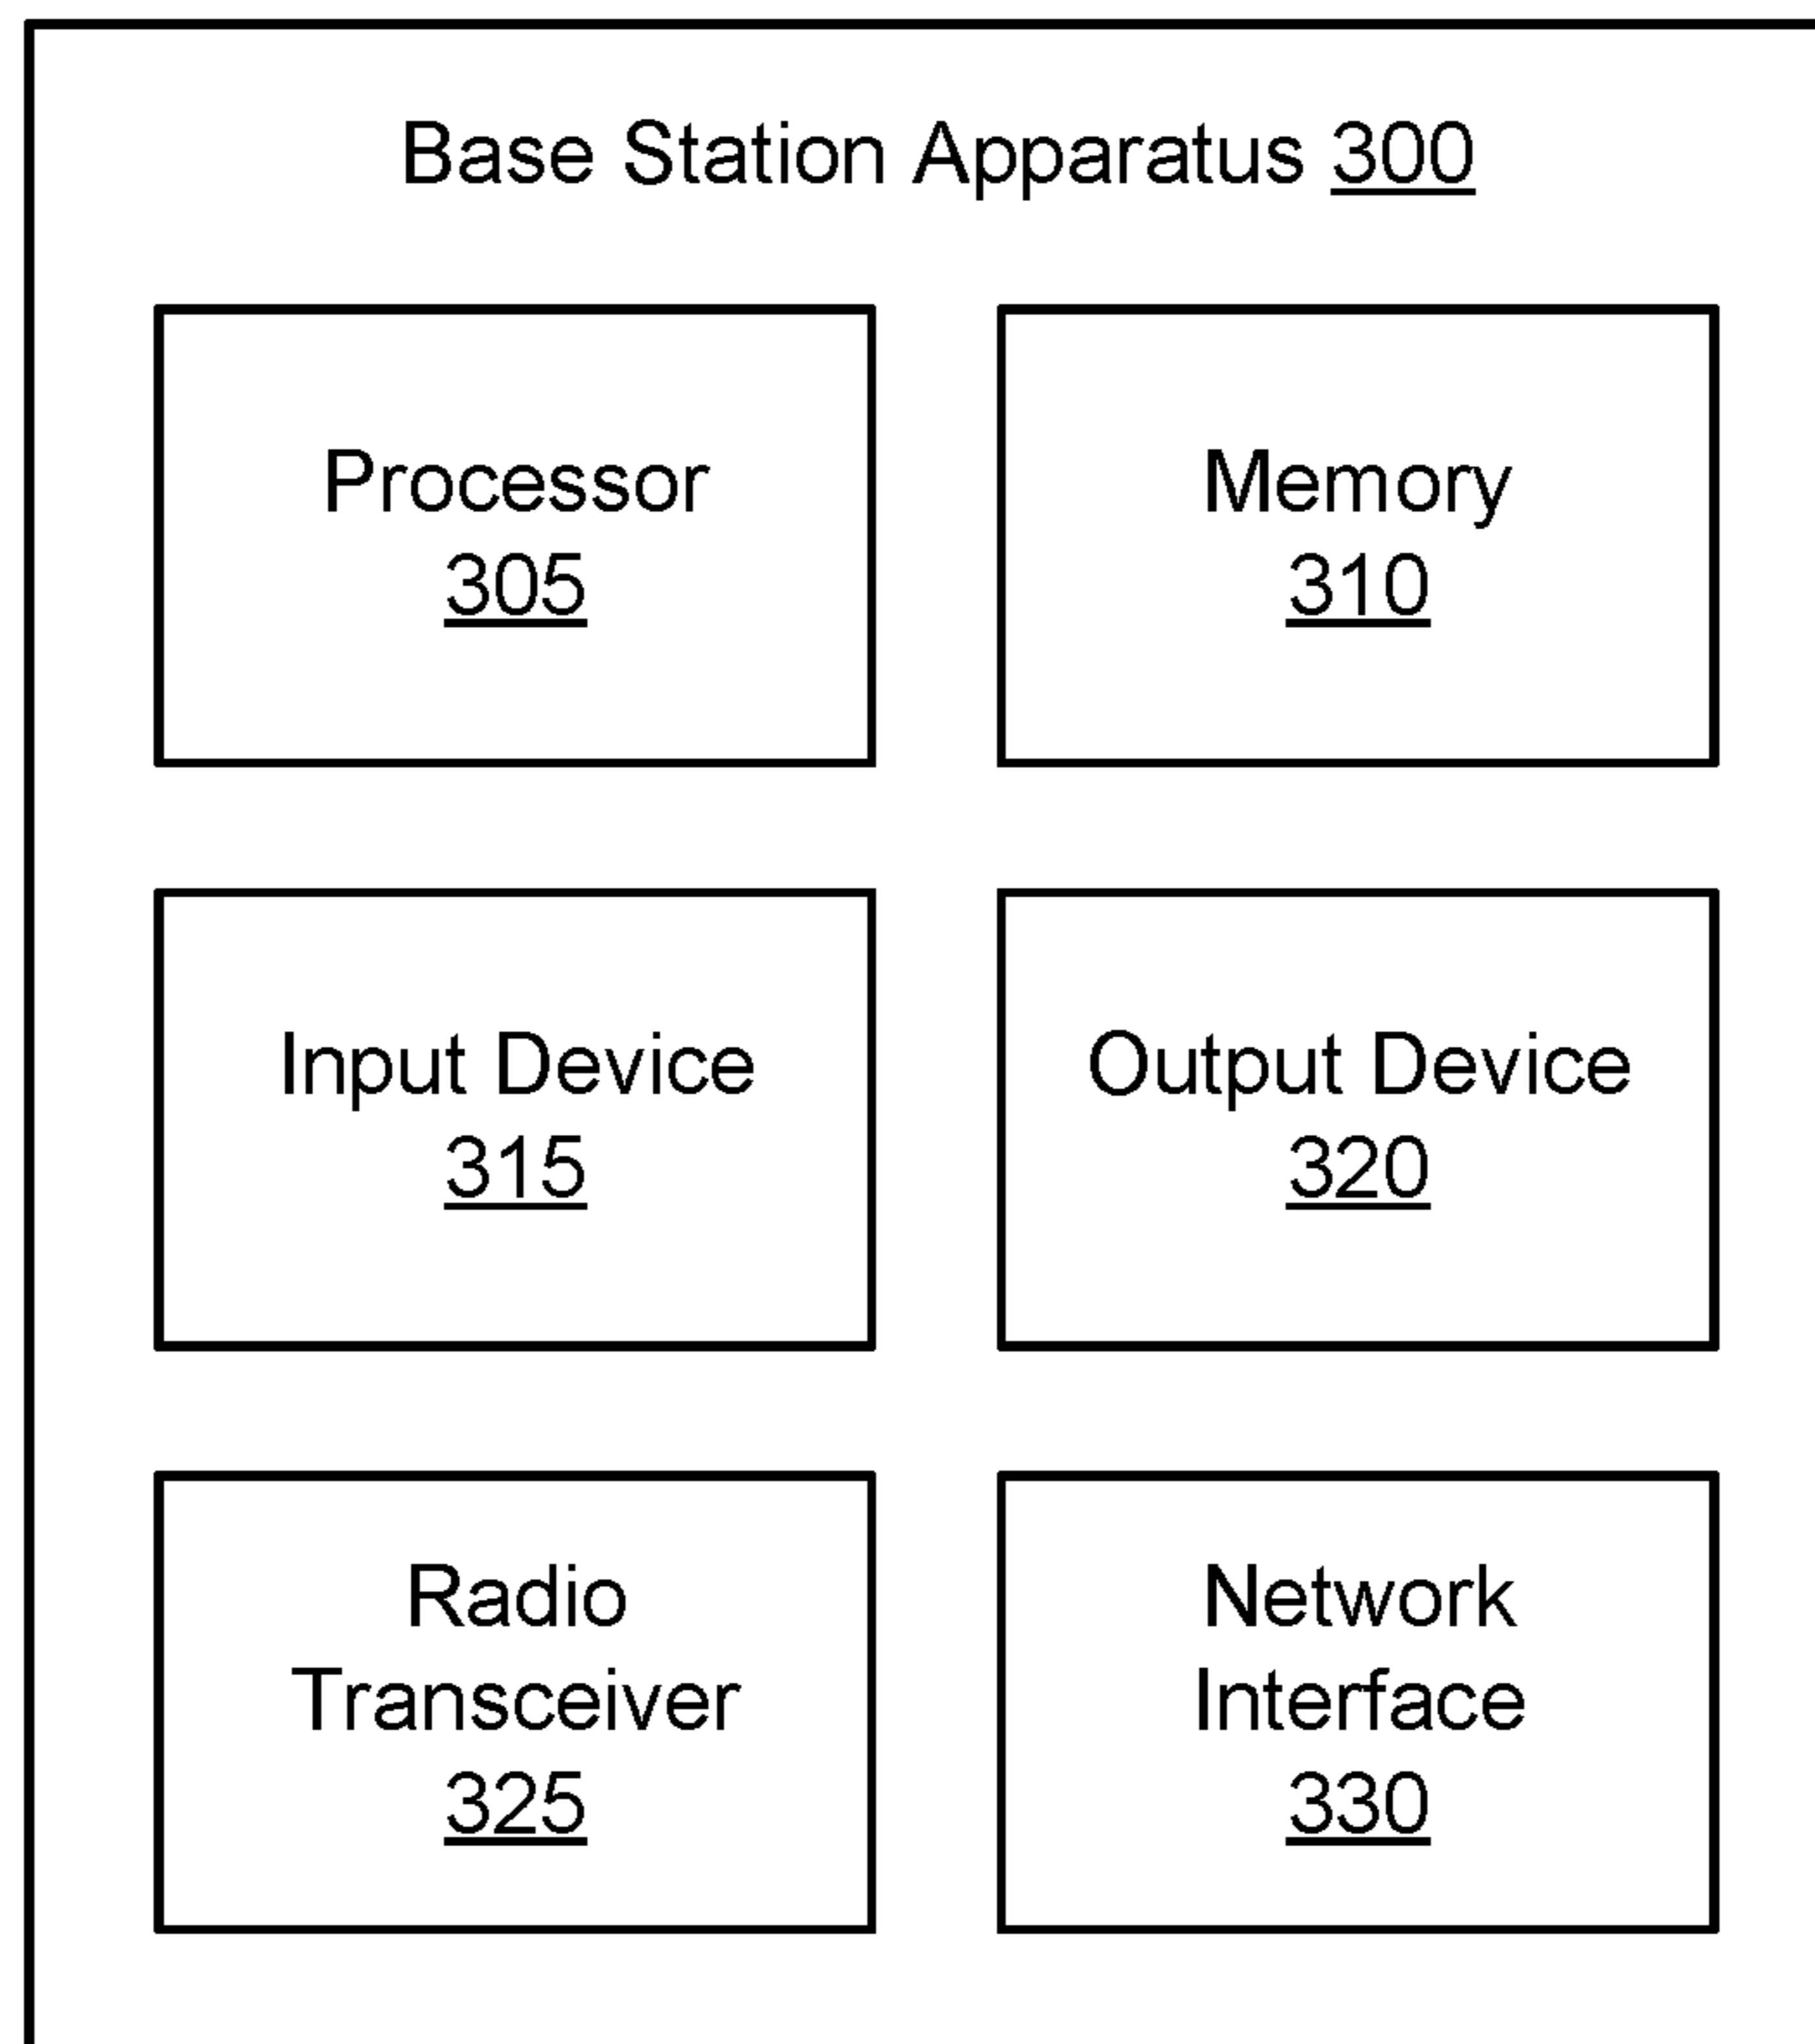 Base Station Apparatus 300
Processor
305
Memory
310
Input Device
315
Output Device
320
Radio
Transceiver
325
Network
Interface
330